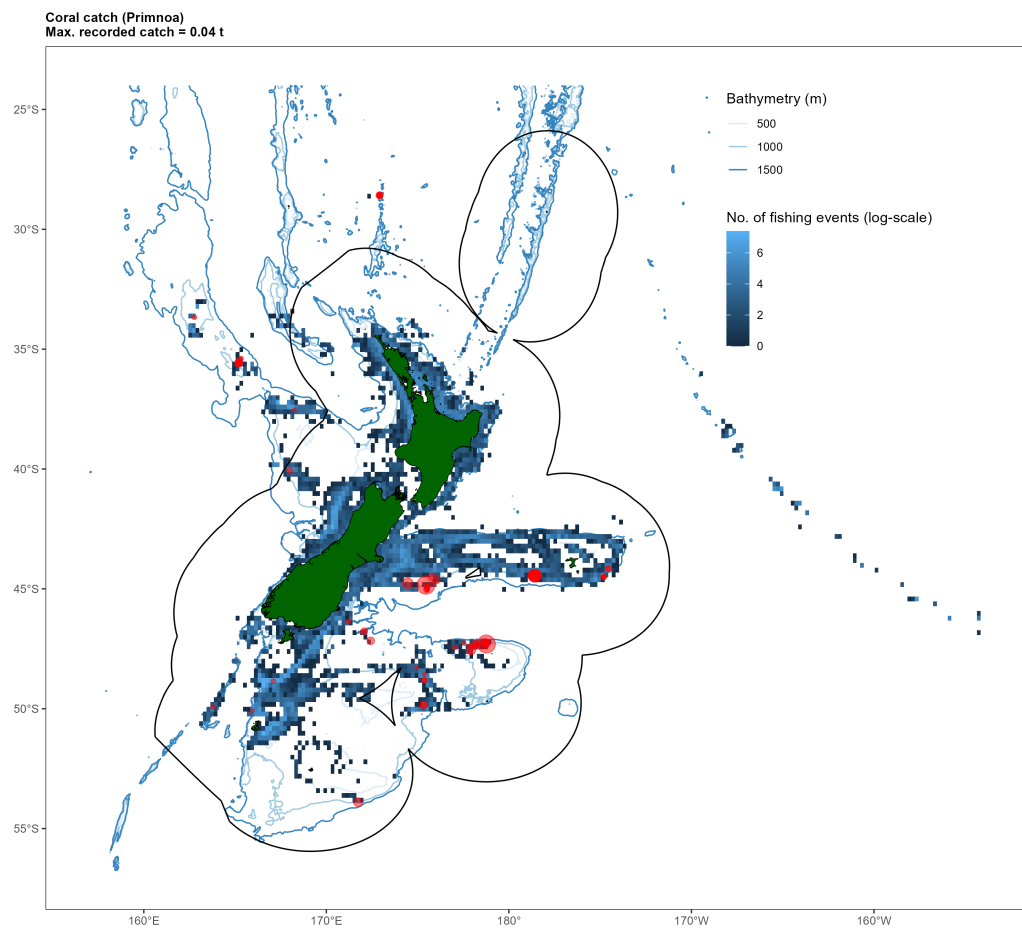 Coral catch (Primnoa)
Max. recorded catch = 0.04 t
Bathymetry (m)
500
1000
1500
No. of fishing events (log-scale)
6
4
2
0
25°S
30°S
35°S
40°S
45°S
50°S
55°S
160°E
170°E
180°
170°W
160°W